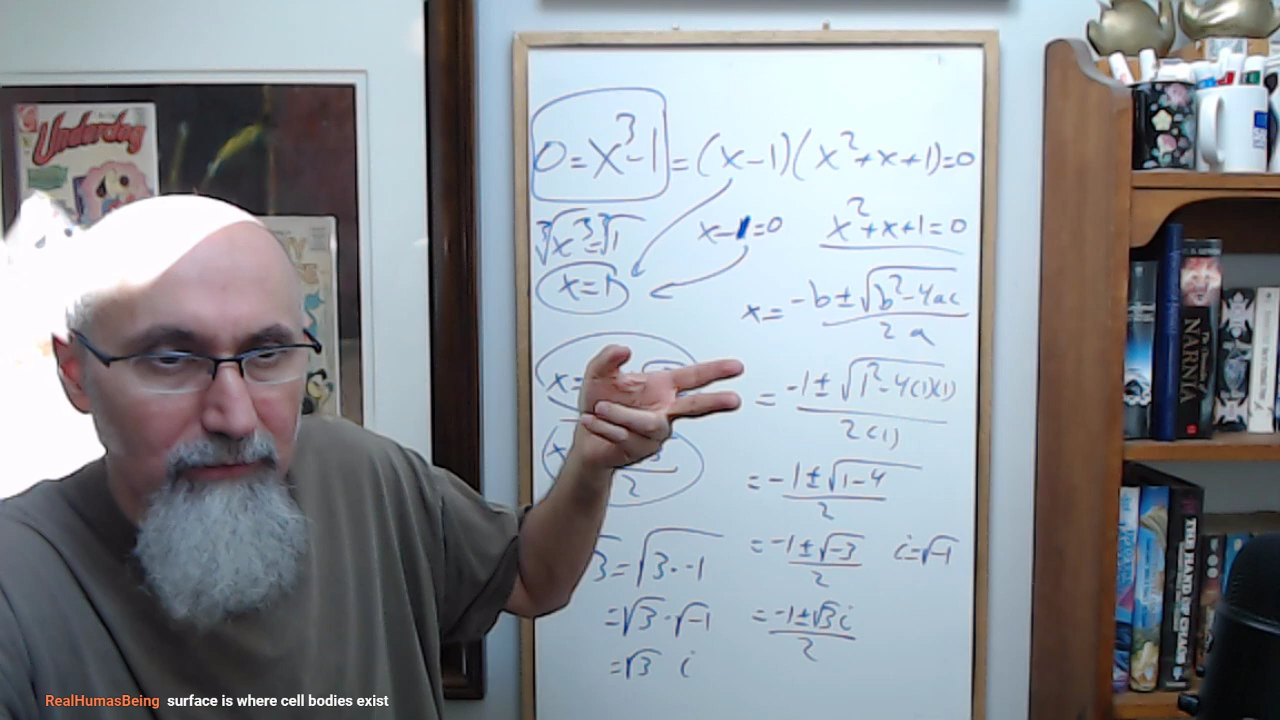 Underdog
0=x³-1=(x-1)(x²+x+1)=0
∛x³=∛1
x-1=0
x²+x+1=0
x=1
x=-b±√b²-4ac
2a
x=
=-1±√1²-4(1)(1)
2(1)
2
=-1±√1-4
2
3=√3·-1
=-1±√-3
2
i=√-1
=√3·√-1
=-1±√3i
2
=√3 i
NARNIA
RealHumasBeing surface is where cell bodies exist